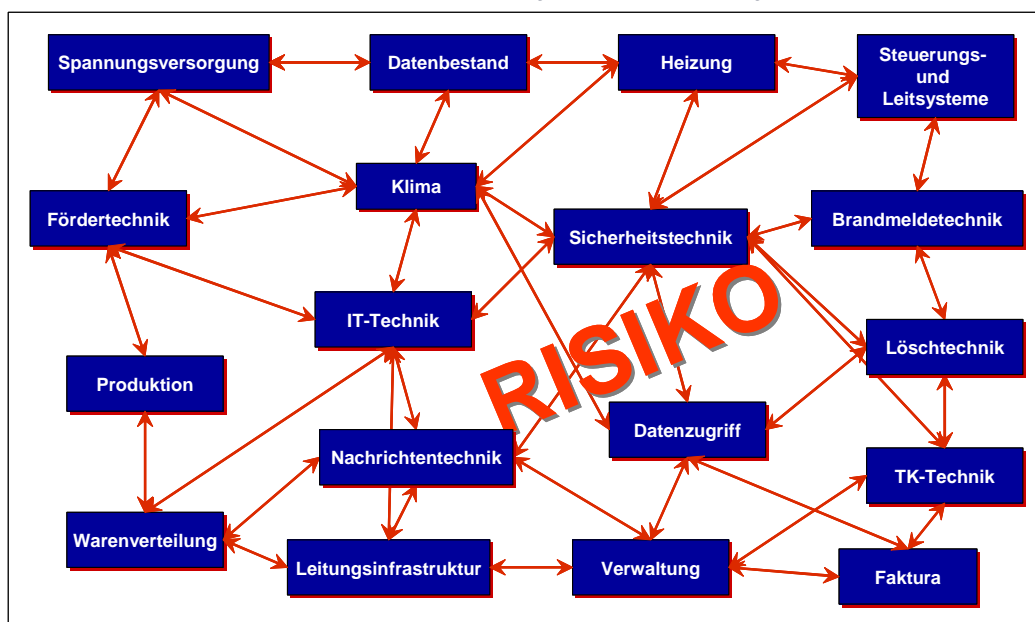 Spannungsversorgung
Datenbestand
Heizung
Steuerungs-
und
Leitsysteme
Klima
Fördertechnik
Sicherheitstechnik
Brandmeldetechnik
IT-Technik
RISIKO
Löschtechnik
Produktion
Datenzugriff
Nachrichtentechnik
TK-Technik
Warenverteilung
Leitungsinfrastruktur
Verwaltung
Faktura